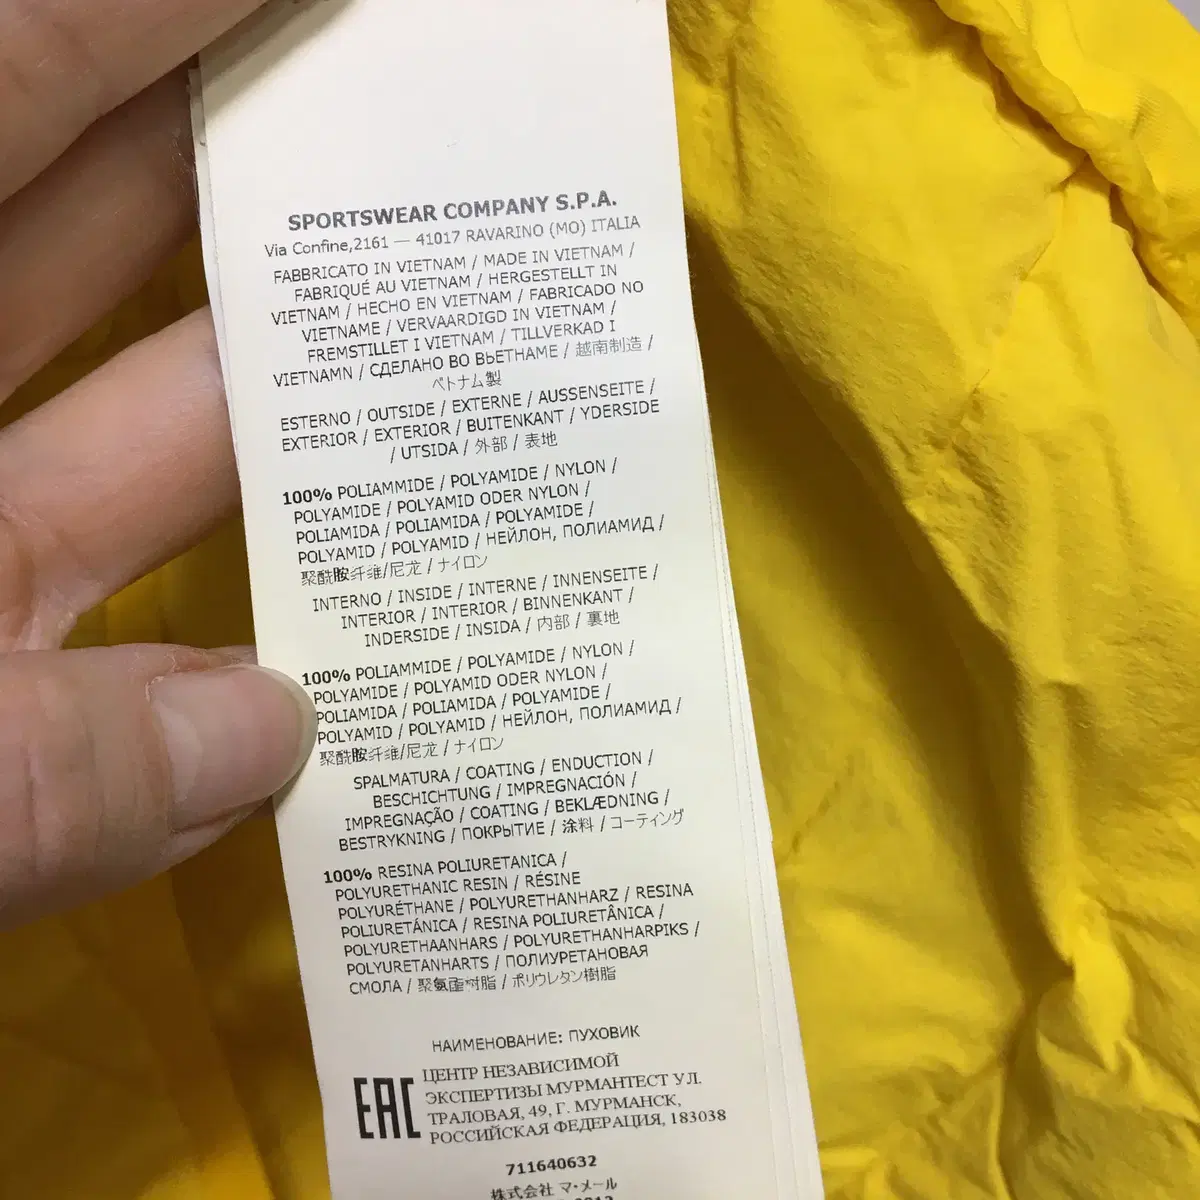 SPORTSWEAR COMPANY S.P.A.
Via Confine,2161 — 41017 RAVARINO (MO) ITALIA
FABBRICATO IN VIETNAM / MADE IN VIETNAM /
FABRIQUÉ AU VIETNAM / HERGESTELLT IN
VIETNAM / HECHO EN VIETNAM / FABRICADO NO
VIETNAME / VERVAARDIGD IN VIETNAM /
FREMSTILLET I VIETNAM / TILLVERKAD I
VIETNAMN / СДЕЛАНО ВО ВЬЕТНАМЕ / 越南制造 /
ベトナム製
ESTERNO / OUTSIDE / EXTERNE / AUSSENSEITE /
EXTERIOR / EXTERIOR / BUITENKANT / YDERSIDE
/ UTSIDA / 外部 / 表地
100% POLIAMMIDE / POLYAMIDE / NYLON /
POLYAMIDE / POLYAMID ODER NYLON /
POLIAMIDA / POLIAMIDA / POLYAMIDE /
POLYAMID / POLYAMID / НЕЙЛОН, ПОЛИАМИД /
聚酰胺纤维/尼龙 / ナイロン
INTERNO / INSIDE / INTERNE / INNENSEITE /
INTERIOR / INTERIOR / BINNENKANT /
INDERSIDE / INSIDA / 内部 / 裏地
100% POLIAMMIDE / POLYAMIDE / NYLON /
POLYAMIDE / POLYAMID ODER NYLON /
POLIAMIDA / POLIAMIDA / POLYAMIDE /
POLYAMID / POLYAMID / НЕЙЛОН, ПОЛИАМИД /
聚酰胺纤维/尼龙 / ナイロン
SPALMATURA / COATING / ENDUCTION /
BESCHICHTUNG / IMPREGNACIÓN /
IMPREGNAÇÃO / COATING / BEKLÆDNING /
BESTRYKNING / ПОКРЫТИЕ / 涂料 / コーティング
100% RESINA POLIURETANICA /
POLYURETHANIC RESIN / RÉSINE
POLYURÉTHANE / POLYURETHANHARZ / RESINA
POLIURETÁNICA / RESINA POLIURETÂNICA /
POLYURETHAANHARS / POLYURETHANHARPIKS /
POLYURETANHARTS / ПОЛИУРЕТАНОВАЯ
СМОЛА / 聚氨酯树脂 / ポリウレタン樹脂
НАИМЕНОВАНИЕ: ПУХОВИК
EAC
ЦЕНТР НЕЗАВИСИМОЙ
ЭКСПЕРТИЗЫ МУРМАНТЕСТ УЛ.
ТРАЛОВАЯ, 49, Г. МУРМАНСК,
РОССИЙСКАЯ ФЕДЕРАЦИЯ, 183038
711640632
株式会社 マ・メール